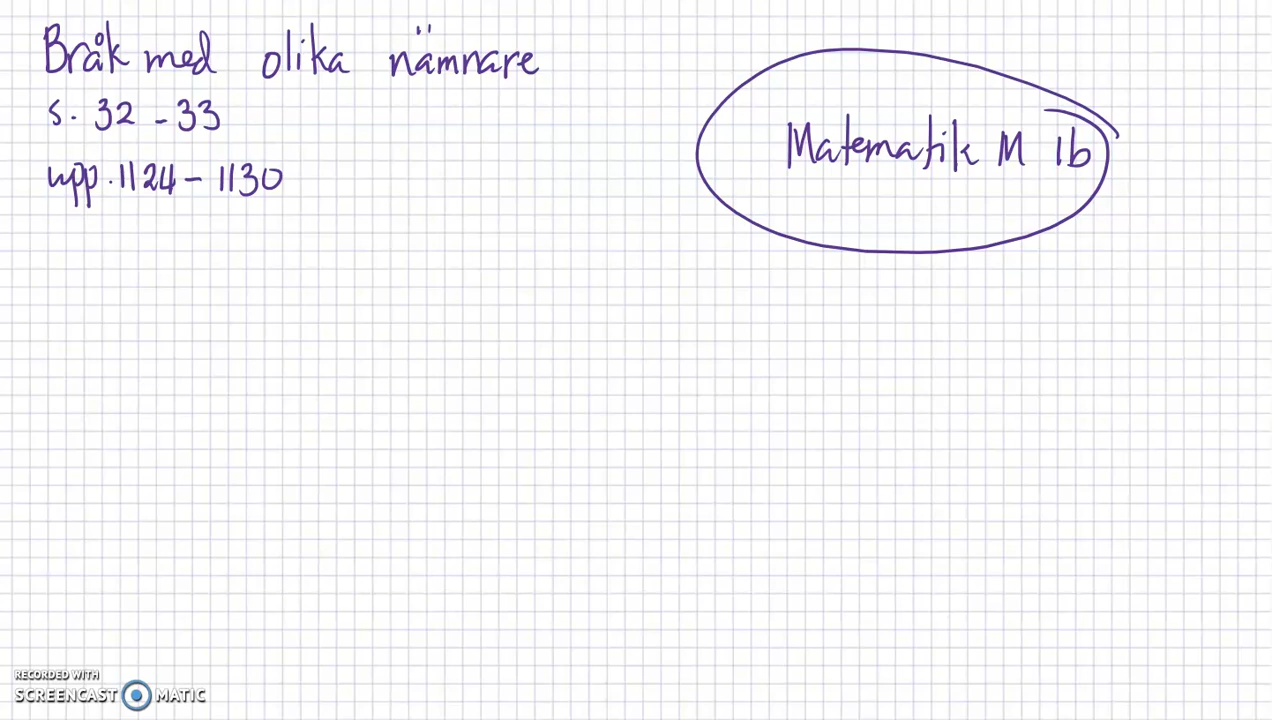 Bråk med olika nämnare
s. 32 - 33
upp. 1124 - 1130
Matematik M 1b
RECORDED WITH
SCREENCAST MATIC